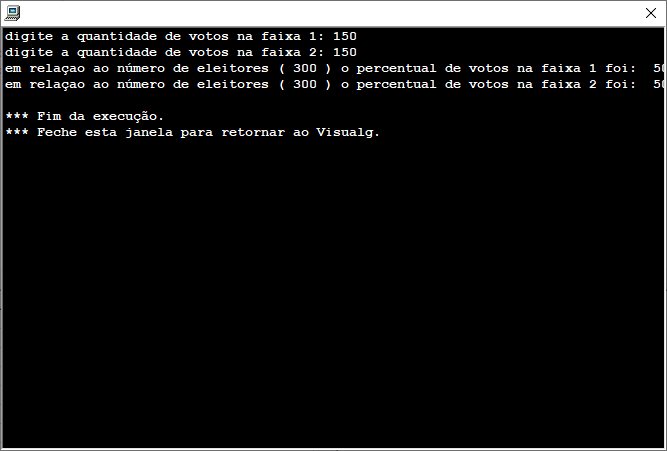 digite a quantidade de votos na faixa 1: 150
digite a quantidade de votos na faixa 2: 150
em relaçao ao número de eleitores ( 300 ) o percentual de votos na faixa 1 foi:  50
em relaçao ao número de eleitores ( 300 ) o percentual de votos na faixa 2 foi:  50
*** Fim da execução.
*** Feche esta janela para retornar ao Visualg.